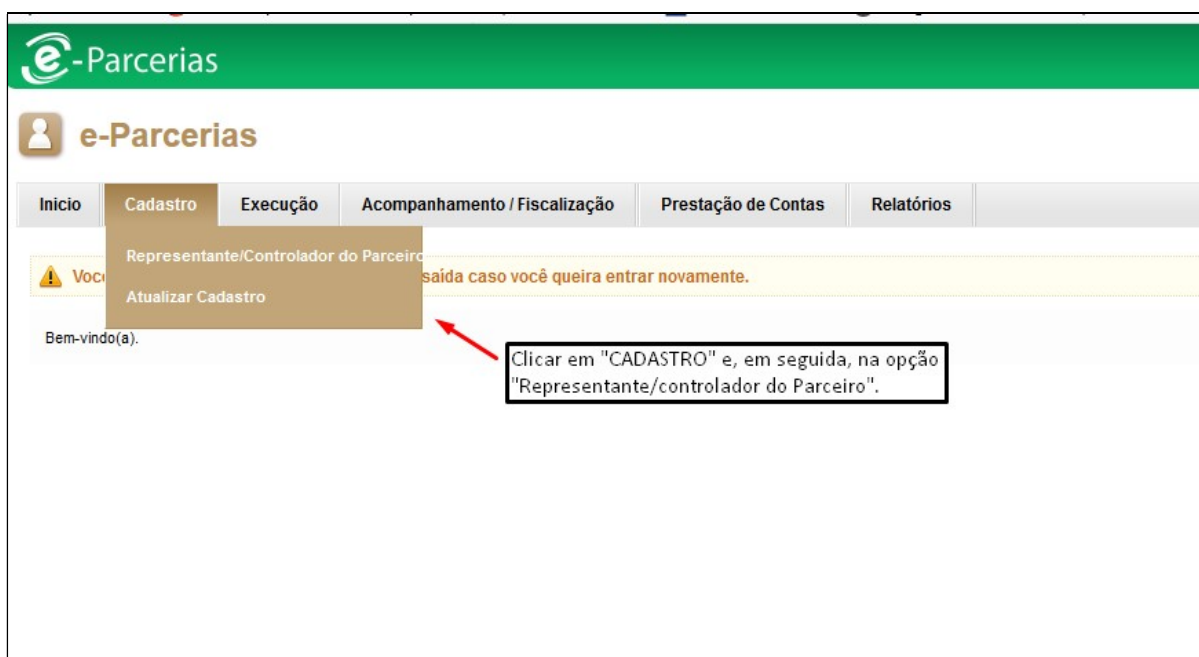 e-Parcerias
e-Parcerias
Inicio Cadastro Execução Acompanhamento / Fiscalização Prestação de Contas Relatórios
Representante/Controlador do Parceiro
Voc saída caso você queira entrar novamente.
Atualizar Cadastro
Bem-vindo(a).
Clicar em "CADASTRO" e, em seguida, na opção
"Representante/controlador do Parceiro".